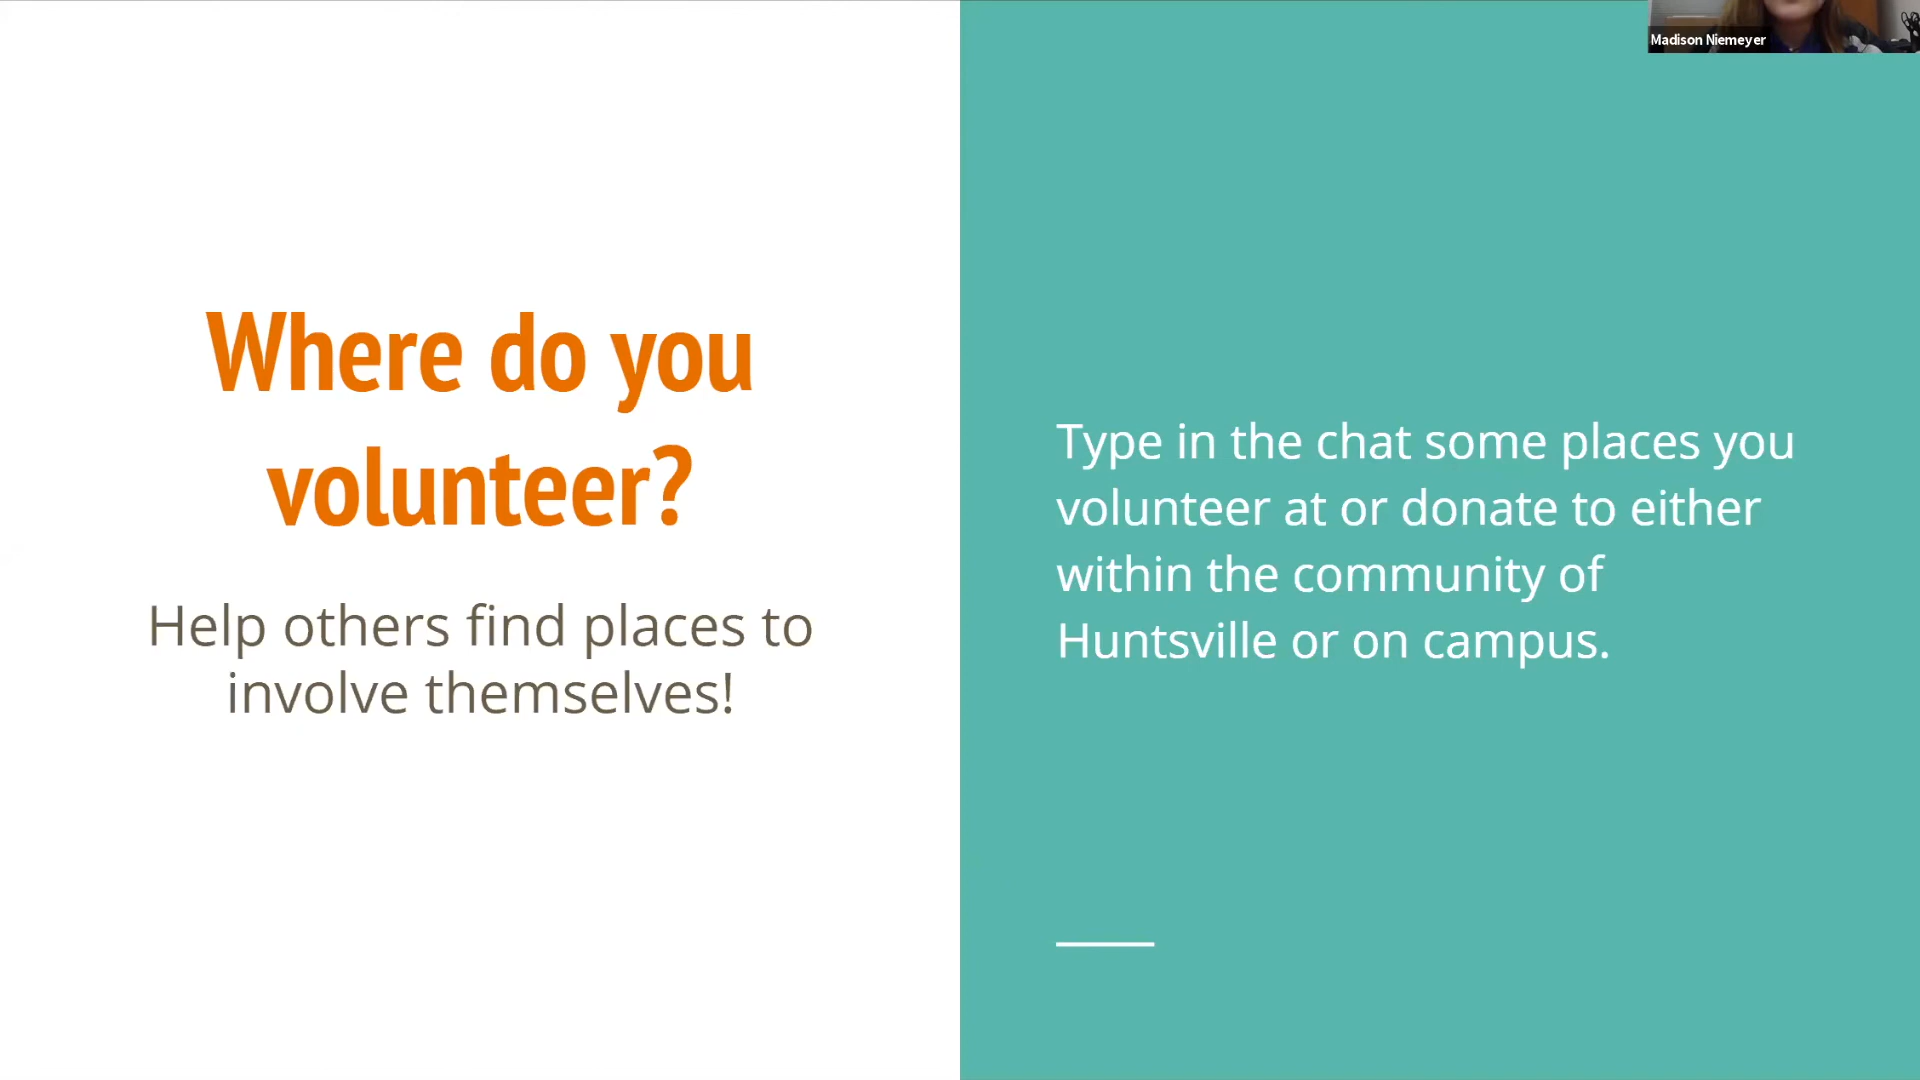 Madison Niemeyer
Where do you
volunteer?
Help others find places to
involve themselves!
Type in the chat some places you
volunteer at or donate to either
within the community of
Huntsville or on campus.